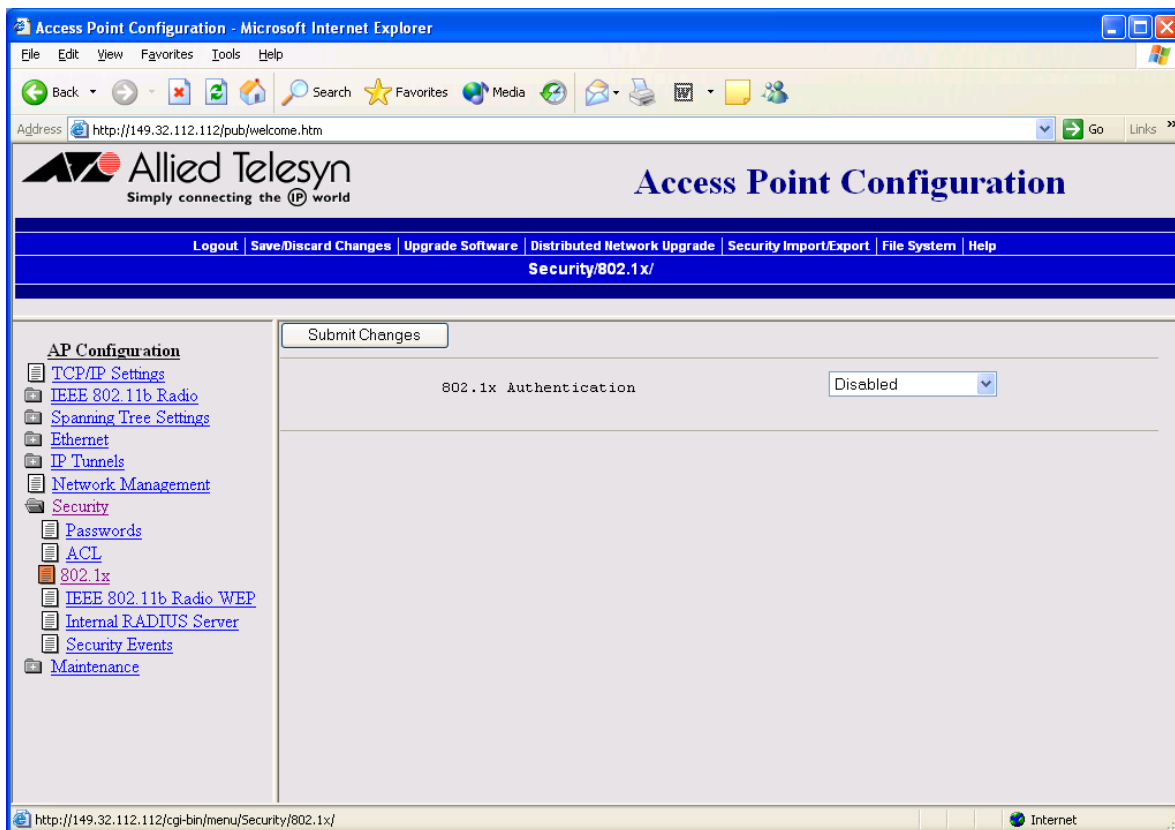 Access Point Configuration - Microsoft Internet Explorer
File Edit View Favorites Tools Help
Back Search Favorites Media
Address http://149.32.112.112/pub/welcome.htm Go Links »
Allied Telesyn
Simply connecting the IP world
Access Point Configuration
Logout | Save/Discard Changes | Upgrade Software | Distributed Network Upgrade | Security Import/Export | File System | Help
Security/802.1x/
Submit Changes
AP Configuration
TCP/IP Settings
IEEE 802.11b Radio
Spanning Tree Settings
Ethernet
IP Tunnels
Network Management
Security
Passwords
ACL
802.1x
IEEE 802.11b Radio WEP
Internal RADIUS Server
Security Events
Maintenance
802.1x Authentication Disabled
http://149.32.112.112/cgi-bin/menu/Security/802.1x/ Internet